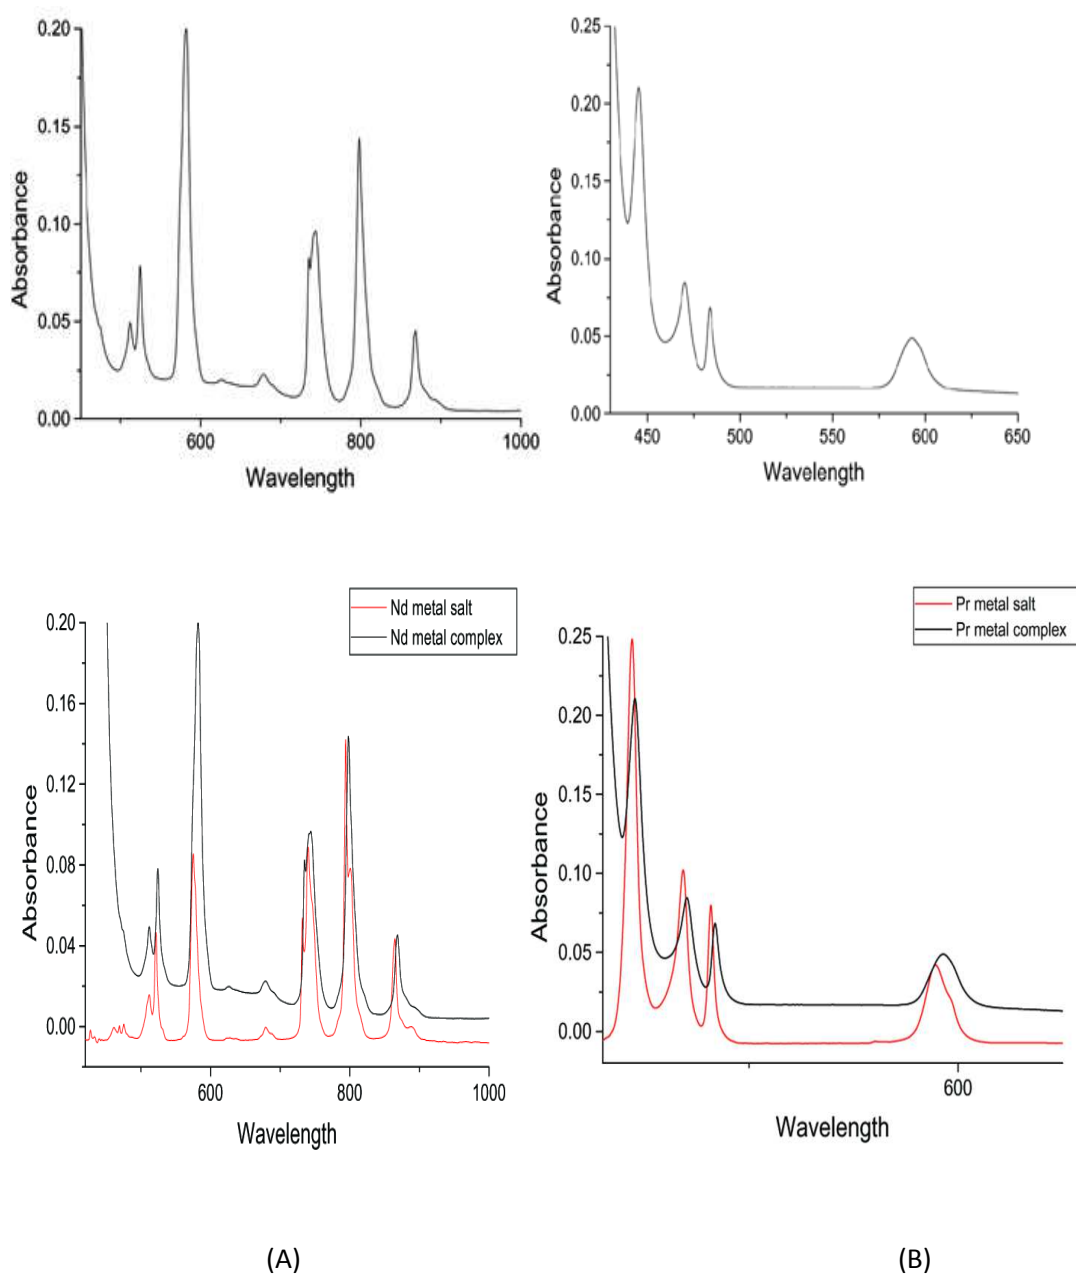 0.20
0.15
0.10
0.05
0.00
Absorbance
600
800
1000
Wavelength
0.25
0.20
0.15
0.10
0.05
0.00
Absorbance
450
500
550
600
650
Wavelength
Nd metal salt
Nd metal complex
0.20
0.16
0.12
0.08
0.04
0.00
Absorbance
600
800
1000
Wavelength
Pr metal salt
Pr metal complex
0.25
0.20
0.15
0.10
0.05
0.00
Absorbance
600
Wavelength
(A)
(B)